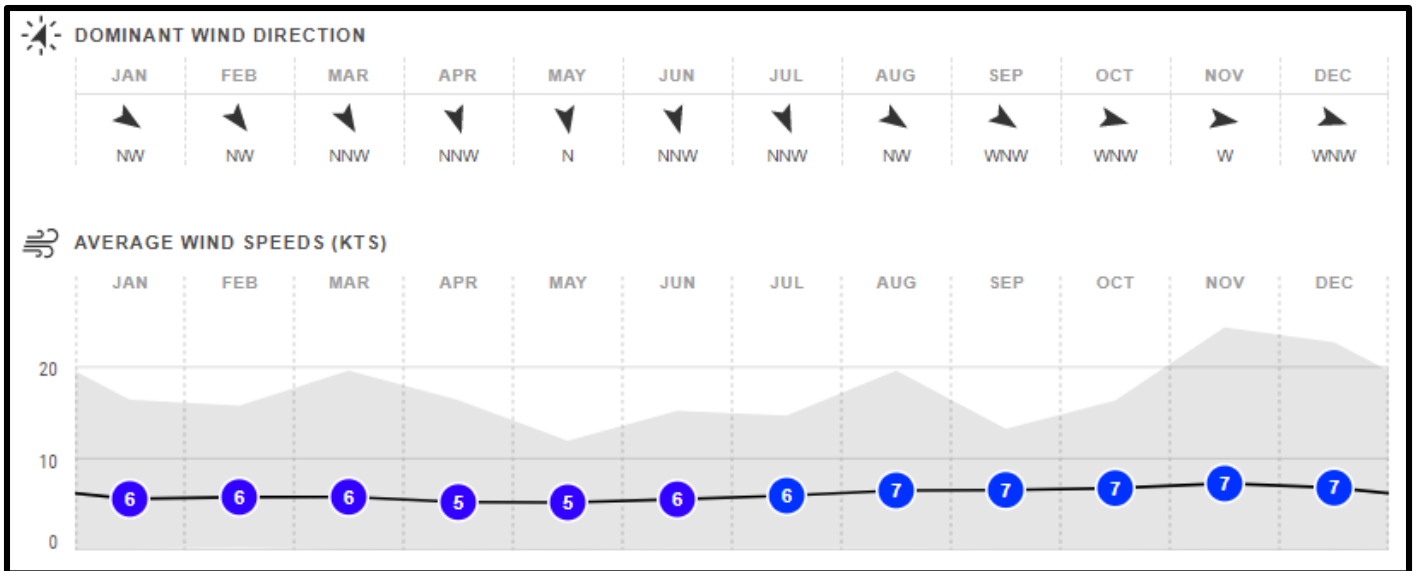 DOMINANT WIND DIRECTION
JAN FEB MAR APR MAY JUN JUL AUG SEP OCT NOV DEC
NW NW NNW NNW N NNW NNW NW WNW WNW W WNW
AVERAGE WIND SPEEDS (KTS)
JAN FEB MAR APR MAY JUN JUL AUG SEP OCT NOV DEC
20
10
6 6 6 5 5 6 6 7 7 7 7 7
0